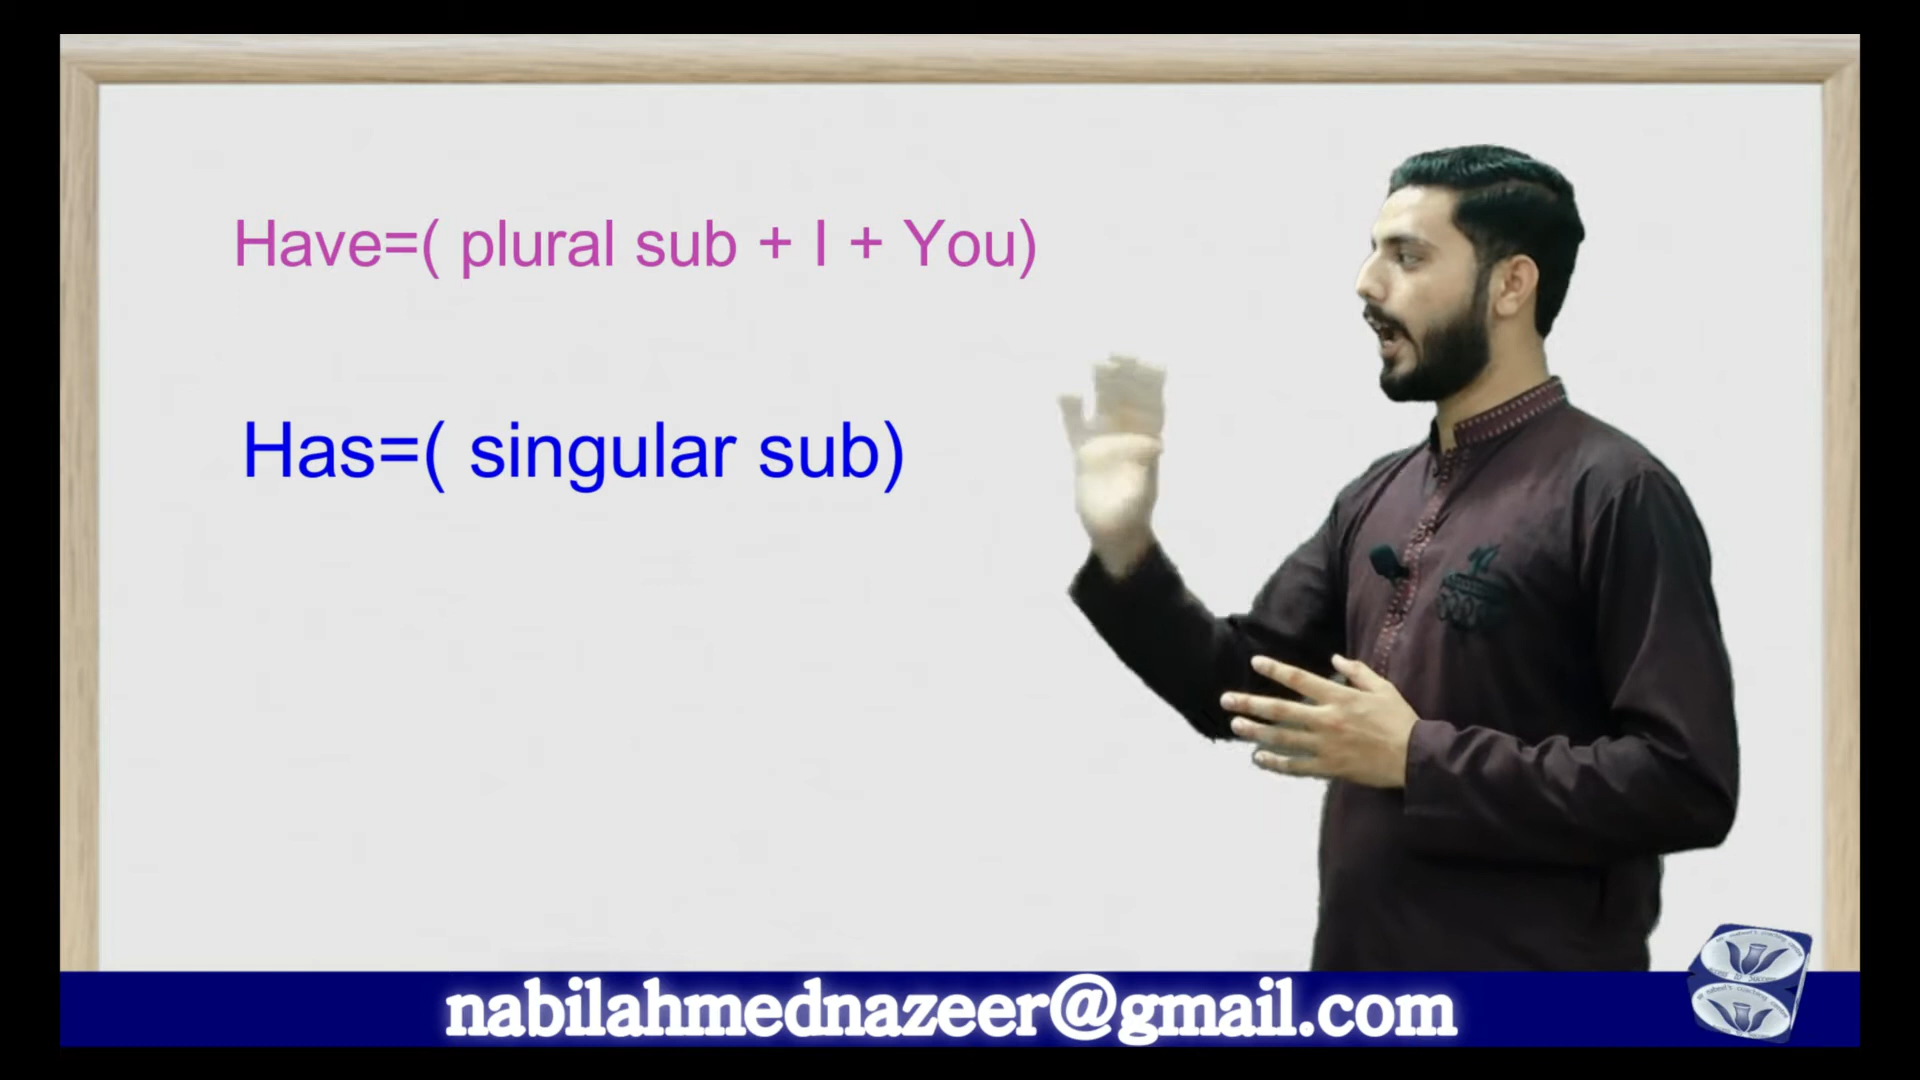 Have=( plural sub + I + You)
Has=( singular sub)
nabilahmednazeer@gmail.com